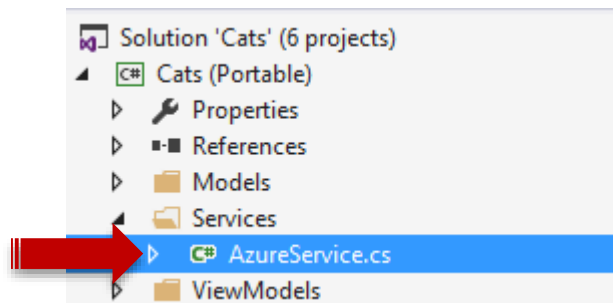 Solution 'Cats' (6 projects)
C# Cats (Portable)
Properties
References
Models
Services
C# AzureService.cs
ViewModels